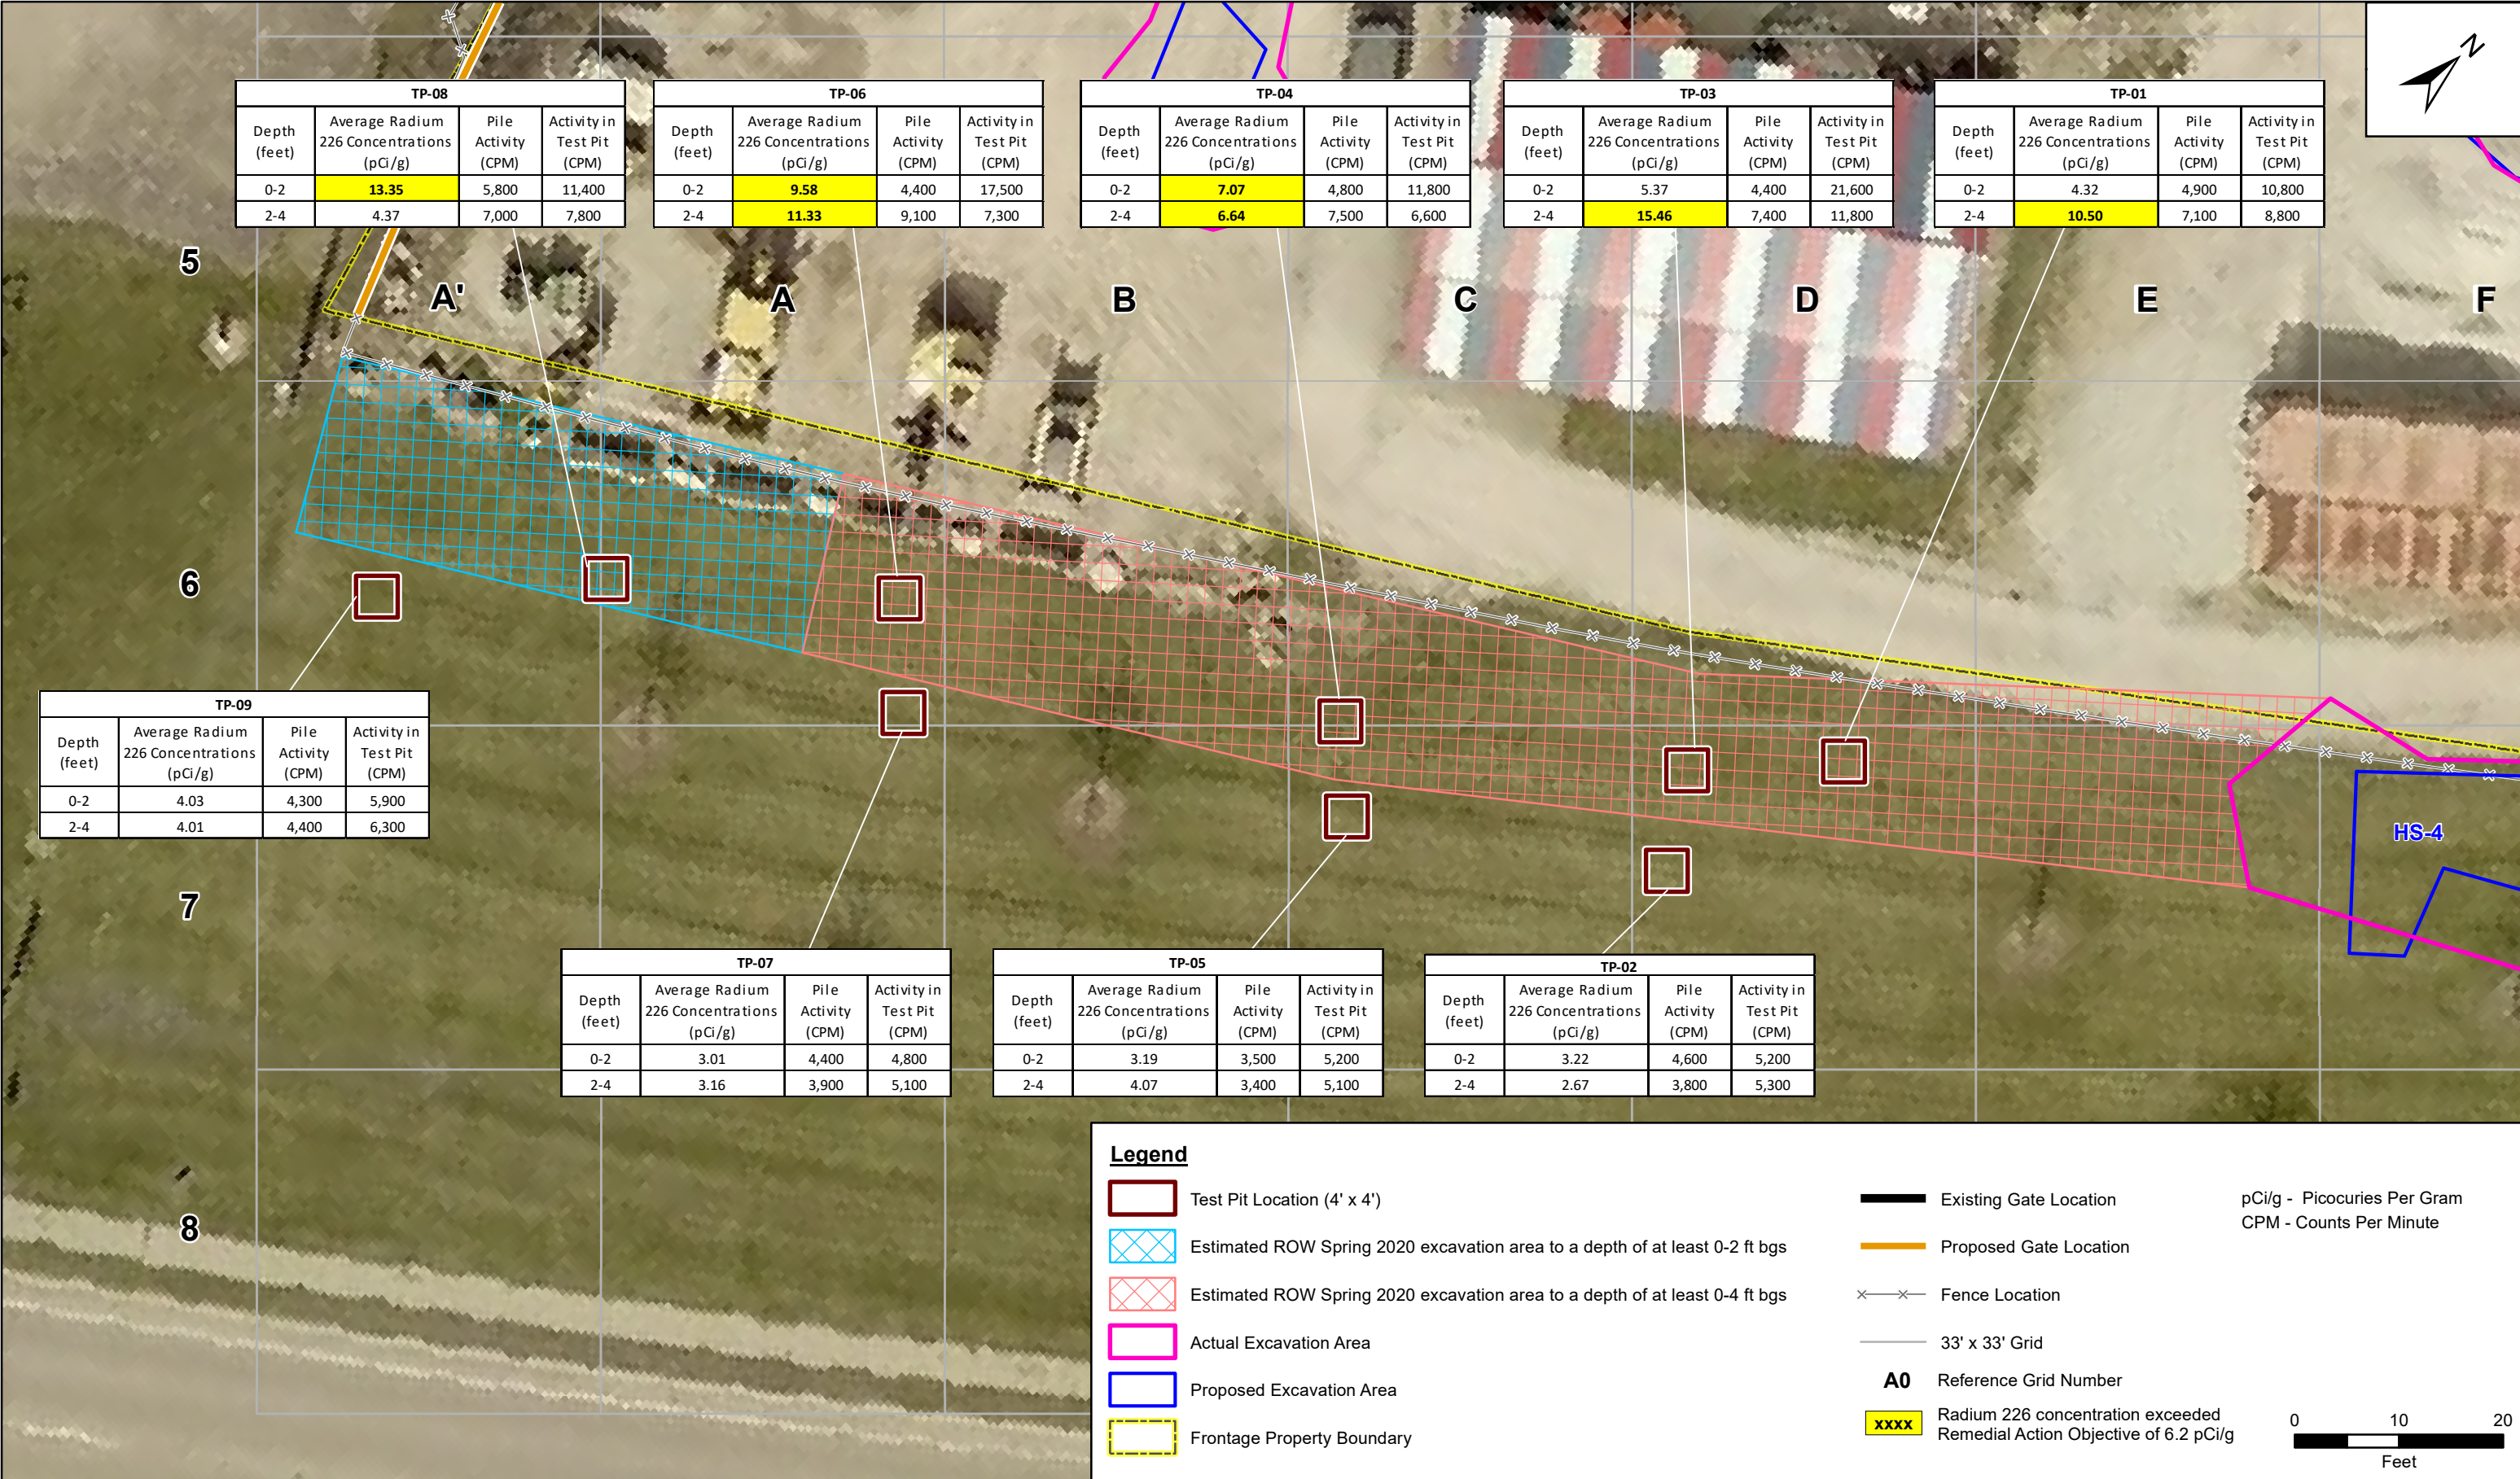 N
TP-08
Depth (feet) Average Radium 226 Concentrations (pCi/g) Pile Activity (CPM) Activity in Test Pit (CPM)
0-2 13.35 5,800 11,400
2-4 4.37 7,000 7,800
TP-06
Depth (feet) Average Radium 226 Concentrations (pCi/g) Pile Activity (CPM) Activity in Test Pit (CPM)
0-2 9.58 4,400 17,500
2-4 11.33 9,100 7,300
TP-04
Depth (feet) Average Radium 226 Concentrations (pCi/g) Pile Activity (CPM) Activity in Test Pit (CPM)
0-2 7.07 4,800 11,800
2-4 6.64 7,500 6,600
TP-03
Depth (feet) Average Radium 226 Concentrations (pCi/g) Pile Activity (CPM) Activity in Test Pit (CPM)
0-2 5.37 4,400 21,600
2-4 15.46 7,400 11,800
TP-01
Depth (feet) Average Radium 226 Concentrations (pCi/g) Pile Activity (CPM) Activity in Test Pit (CPM)
0-2 4.32 4,900 10,800
2-4 10.50 7,100 8,800
5
A' A B C D E F
6
TP-09
Depth (feet) Average Radium 226 Concentrations (pCi/g) Pile Activity (CPM) Activity in Test Pit (CPM)
0-2 4.03 4,300 5,900
2-4 4.01 4,400 6,300
HS-4
7
TP-07
Depth (feet) Average Radium 226 Concentrations (pCi/g) Pile Activity (CPM) Activity in Test Pit (CPM)
0-2 3.01 4,400 4,800
2-4 3.16 3,900 5,100
TP-05
Depth (feet) Average Radium 226 Concentrations (pCi/g) Pile Activity (CPM) Activity in Test Pit (CPM)
0-2 3.19 3,500 5,200
2-4 4.07 3,400 5,100
TP-02
Depth (feet) Average Radium 226 Concentrations (pCi/g) Pile Activity (CPM) Activity in Test Pit (CPM)
0-2 3.22 4,600 5,200
2-4 2.67 3,800 5,300
8
Legend
Test Pit Location (4' x 4')
Estimated ROW Spring 2020 excavation area to a depth of at least 0-2 ft bgs
Estimated ROW Spring 2020 excavation area to a depth of at least 0-4 ft bgs
Actual Excavation Area
Proposed Excavation Area
Frontage Property Boundary
Existing Gate Location
Proposed Gate Location
Fence Location
33' x 33' Grid
A0 Reference Grid Number
xxxx Radium 226 concentration exceeded
Remedial Action Objective of 6.2 pCi/g
pCi/g - Picocuries Per Gram
CPM - Counts Per Minute
0 10 20
Feet